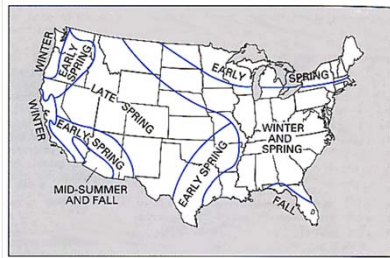 WINTER
EARLY
SPRING
EARLY
SPRING
LATE SPRING
WINTER
EARLY SPRING
WINTER
AND
SPRING
EARLY SPRING
MID-SUMMER
AND FALL
FALL